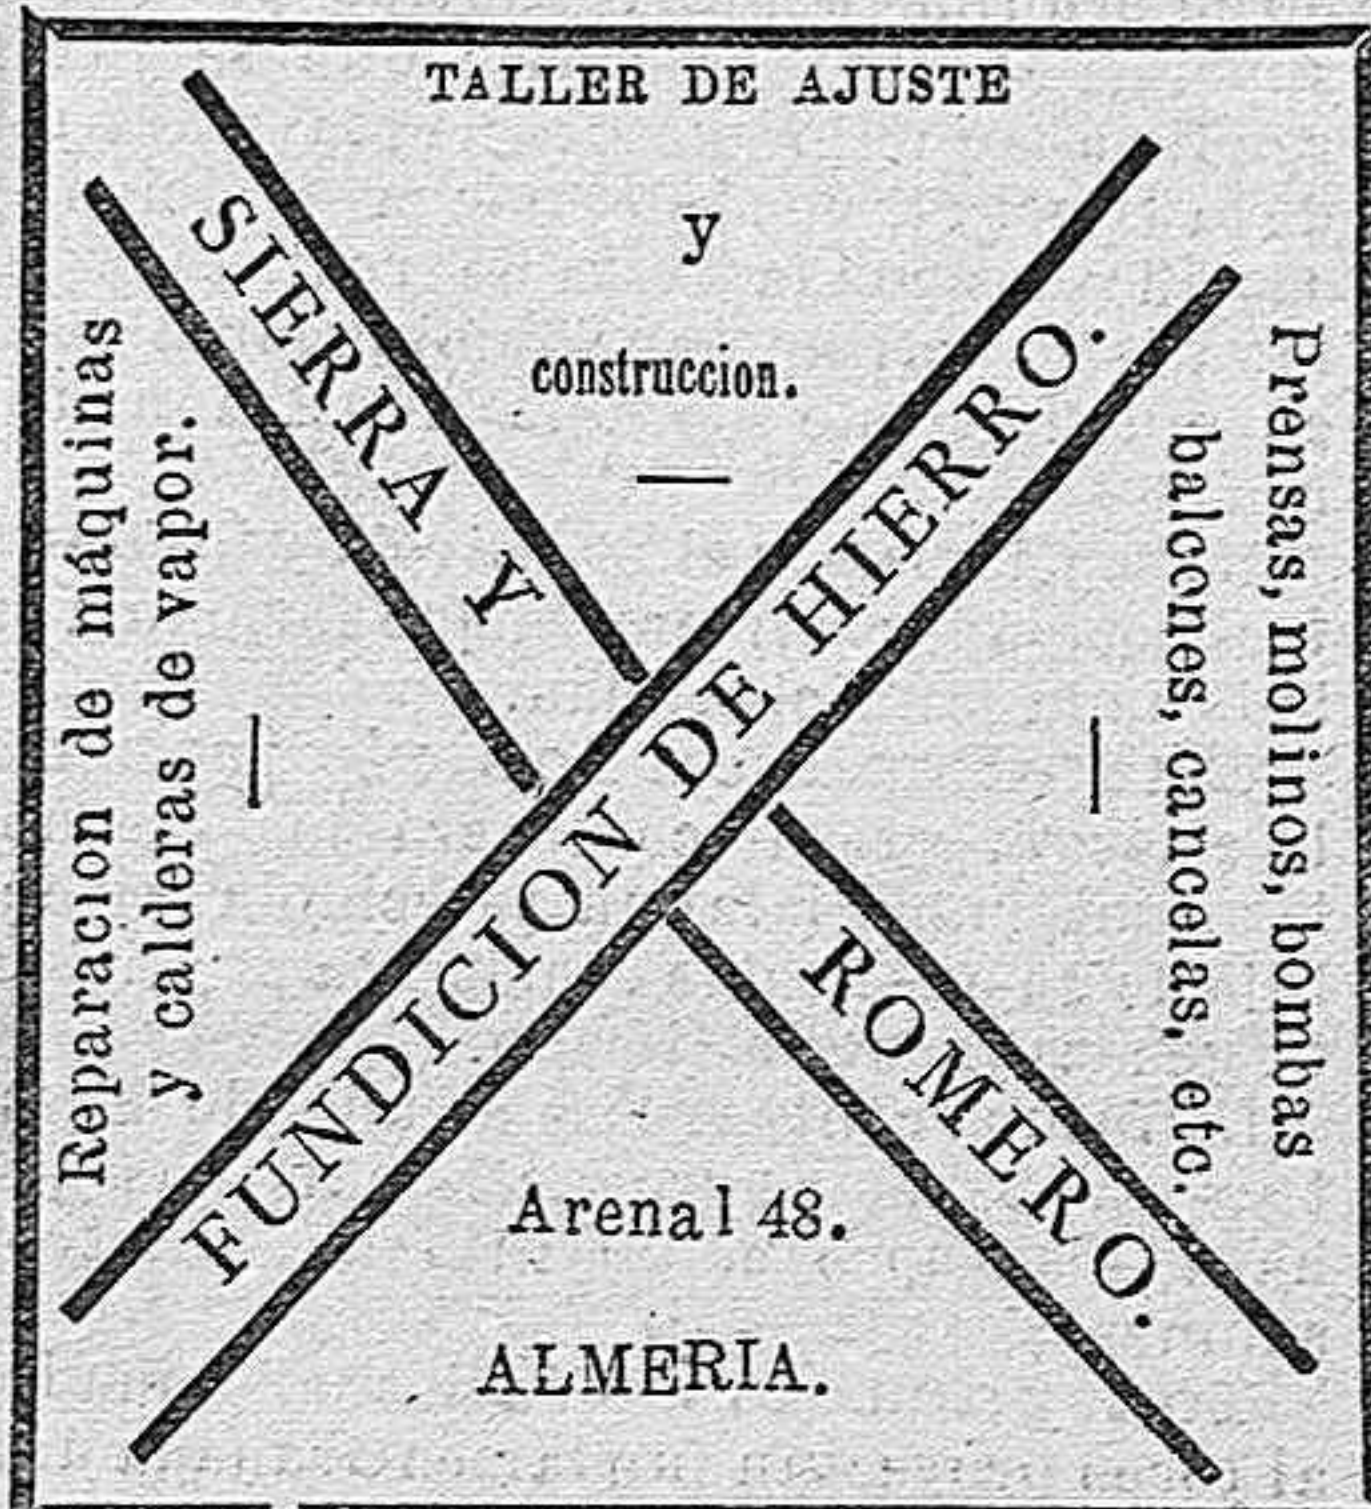 TALLER DE AJUSTE
y
construccion.
SIERRA Y
ROMERO.
FUNDICION DE HIERRO.
Reparacion de máquinas
y calderas de vapor.
Prensas, molinos, bombas
balcones, cancelas, etc.
Arenal 48.
ALMERIA.